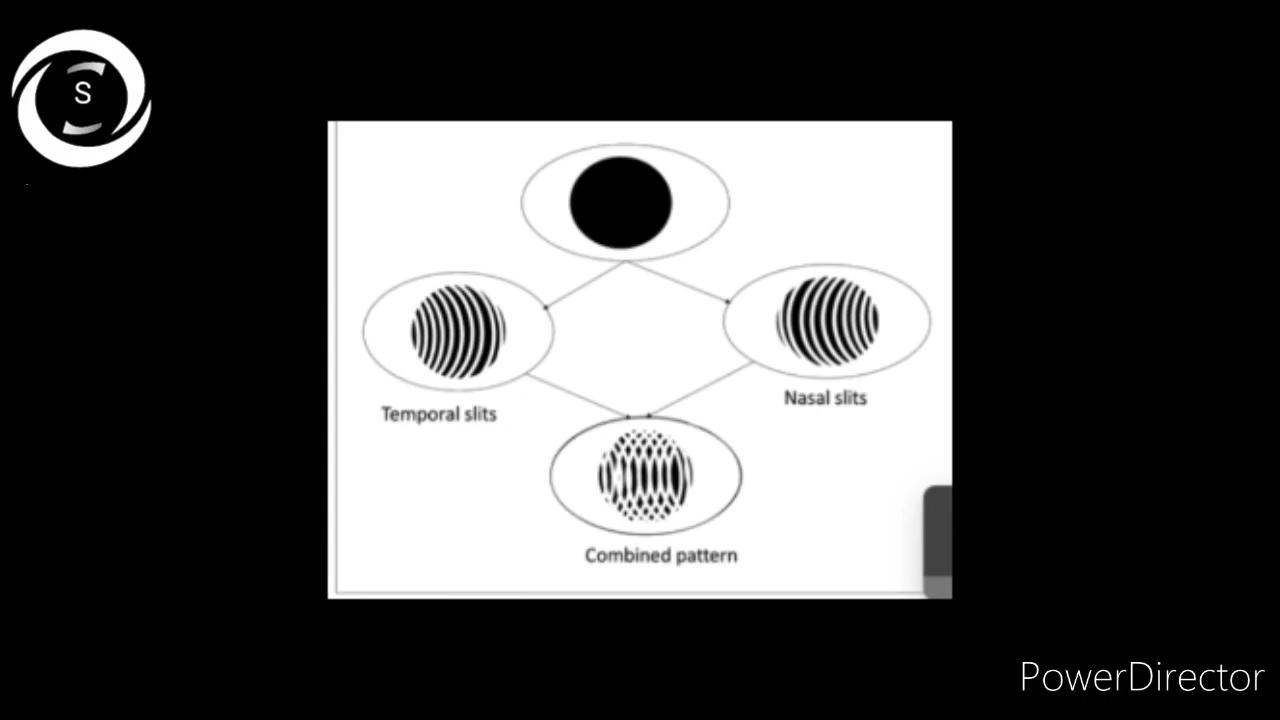 S
Temporal slits
Nasal slits
Combined pattern
PowerDirector